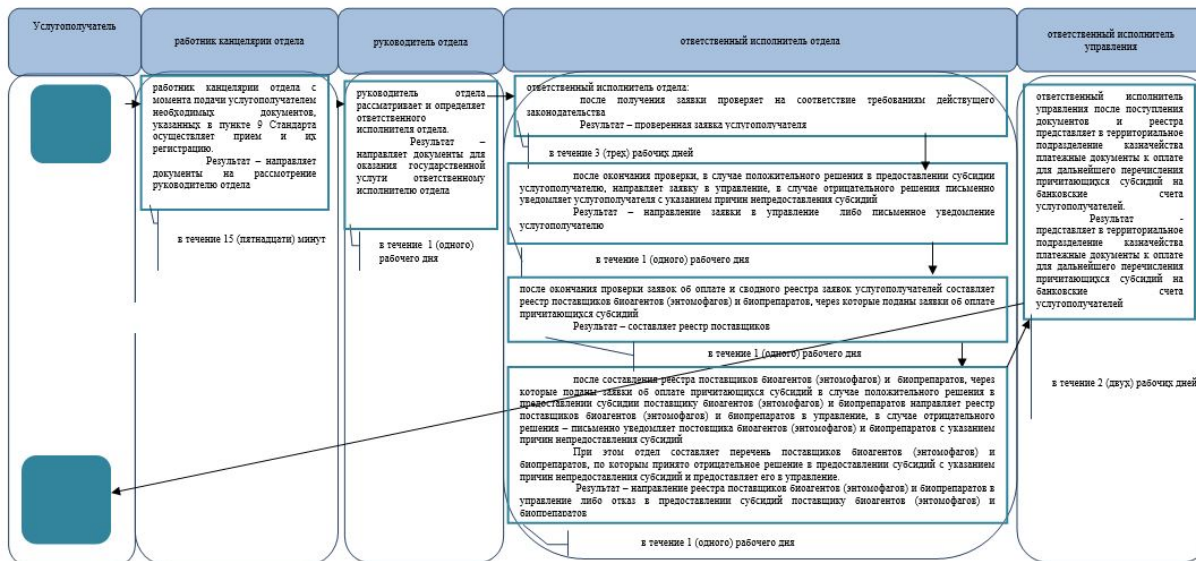 Услугополучатель
работник канцелярии отдела
руководитель отдела
ответственный исполнитель отдела
ответственный исполнитель
управления
работник канцелярии отдела с
момента подачи услугополучателем
необходимых документов,
указанных в пункте 9 Стандарта
осуществляет прием и их
регистрацию.
Результат – направляет
документы на рассмотрение
руководителю отдела
в течение 15 (пятнадцати) минут
руководитель отдела
рассматривает и определяет
ответственного
исполнителя отдела.
Результат –
направляет документы для
оказания государственной
услуги ответственному
исполнителю отдела
в течение 1 (одного)
рабочего дня
ответственный исполнитель отдела:
после получения заявки проверяет на соответствие требованиям действущего
законодательства
Результат – проверенная заявка услугополучателя
в течение 3 (трех) рабочих дней
после окончания проверки, в случае положительного решения в предоставлении субсидии
услугополучателю, направляет заявку в управление, в случае отрицательного решения письменно
уведомляет услугополучателя с указанием причин непредоставления субсидий
Результат – направление заявки в управление либо письменное уведомление
услугополучателю
в течение 1 (одного) рабочего дня
после окончания проверки заявок об оплате и сводного реестра заявок услугополучателей составляет
реестр поставщиков биоагентов (энтомофагов) и биопрепаратов, через которые поданы заявки об оплате
причитающихся субсидий
Результат – составляет реестр поставщиков
в течение 1 (одного) рабочего дня
после составления реестра поставщиков биоагентов (энтомофагов) и биопрепаратов, через
которые поданы заявки об оплате причитающихся субсидий в случае положительного решения в
предоставлении субсидии поставщику биоагентов (энтомофагов) и биопрепаратов направляет реестр
поставщиков биоагентов (энтомофагов) и биопрепаратов в управление, в случае отрицательного
решения – письменно уведомляет постовщика биоагентов (энтомофагов) и биопрепаратов с указанием
причин непредоставления субсидий
При этом отдел составляет перечень поставщиков биоагентов (энтомофагов) и
биопрепаратов, по которым принято отрицательное решение в предоставлении субсидий с указанием
причин непредоставления субсидий и предоставляет его в управление.
Результат – направление реестра поставщиков биоагентов (энтомофагов) и биопрепаратов в
управление либо отказ в предоставлении субсидий поставщику биоагентов (энтомофагов) и
биопрепаратов
в течение 1 (одного) рабочего дня
ответственный исполнитель
управления после поступления
документов и реестра
представляет в территориальное
подразделение казначейства
платежные документы к оплате
для дальнейшего перечисления
причитающихся субсидий на
банковские счета
услугополучателей.
Результат -
представляет в территориальное
подразделение казначейства
платежные документы к оплате
для дальнейшего перечисления
причитающихся субсидий на
банковские счета
услугополучателей
в течение 2 (двух) рабочих дней